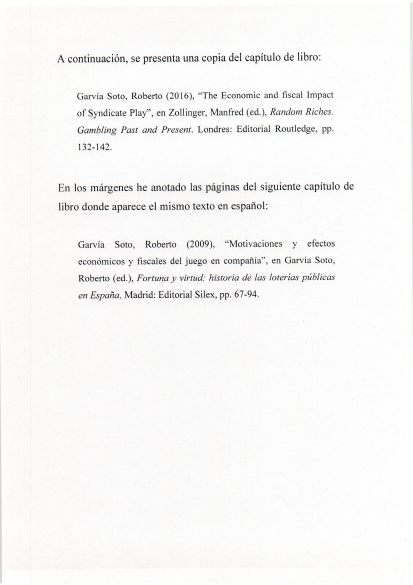 A continuación, se presenta una copia del capítulo de libro:
Garvía Soto, Roberto (2016), “The Economic and fiscal Impact
of Syndicate Play”, en Zollinger, Manfred (ed.), Random Riches.
Gambling Past and Present. Londres: Editorial Routledge, pp.
132-142.
En los márgenes he anotado las páginas del siguiente capítulo de
libro donde aparece el mismo texto en español:
Garvía Soto, Roberto (2009), “Motivaciones y efectos
económicos y fiscales del juego en compañía”, en Garvía Soto,
Roberto (ed.), Fortuna y virtud: historia de las loterías públicas
en España, Madrid: Editorial Silex, pp. 67-94.